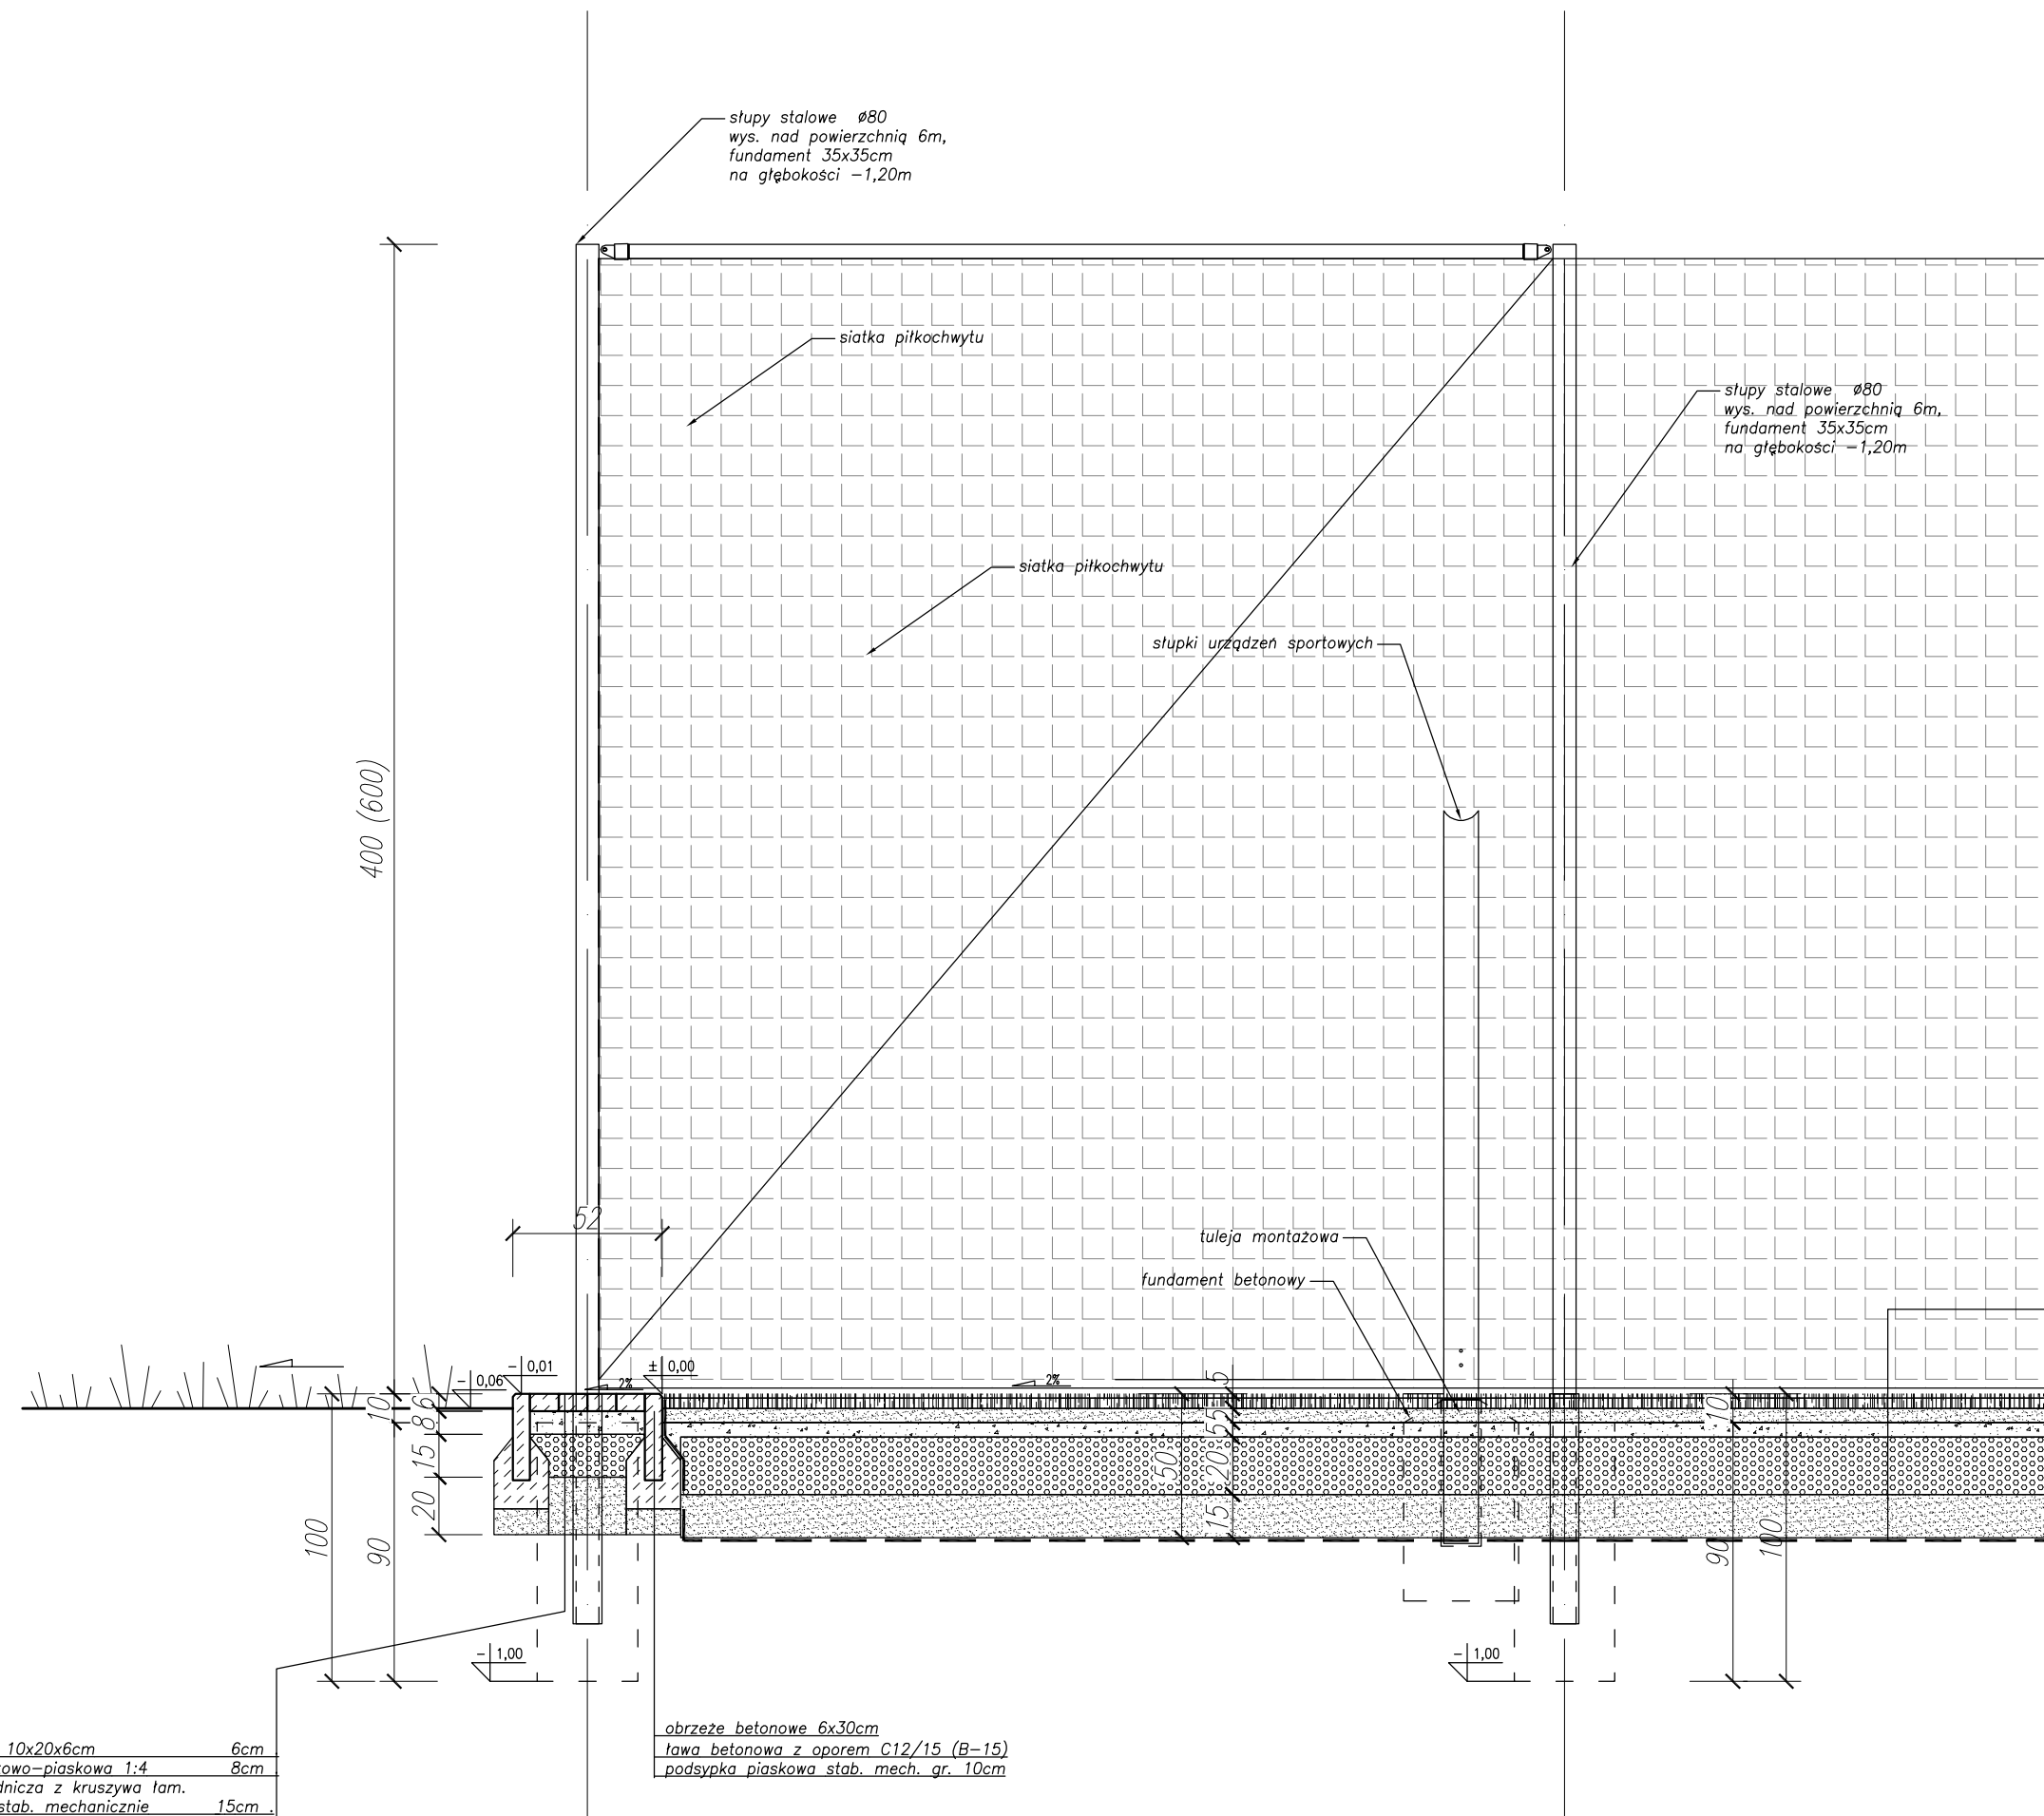 słupy stalowe ø80
wys. nad powierzchnią 6m,
fundament 35x35cm
na głębokości -1,20m
siatka piłkochwytu
słupy stalowe ø80
wys. nad powierzchnią 6m,
fundament 35x35cm
na głębokości -1,20m
siatka piłkochwytu
słupki urządzeń sportowych
400 (600)
52
tuleja montażowa
fundament betonowy
- 0,01
± 0,00
- 0,06
2%
2%
10
6
8
15
20
100
90
5
5
5
20
15
50
10
90
100
- 1,00
- 1,00
obrzeże betonowe 6x30cm
ława betonowa z oporem C12/15 (B-15)
podsypka piaskowa stab. mech. gr. 10cm
10x20x6cm 6cm
owo-piaskowa 1:4 8cm
dnicza z kruszywa łam.
stab. mechanicznie 15cm .